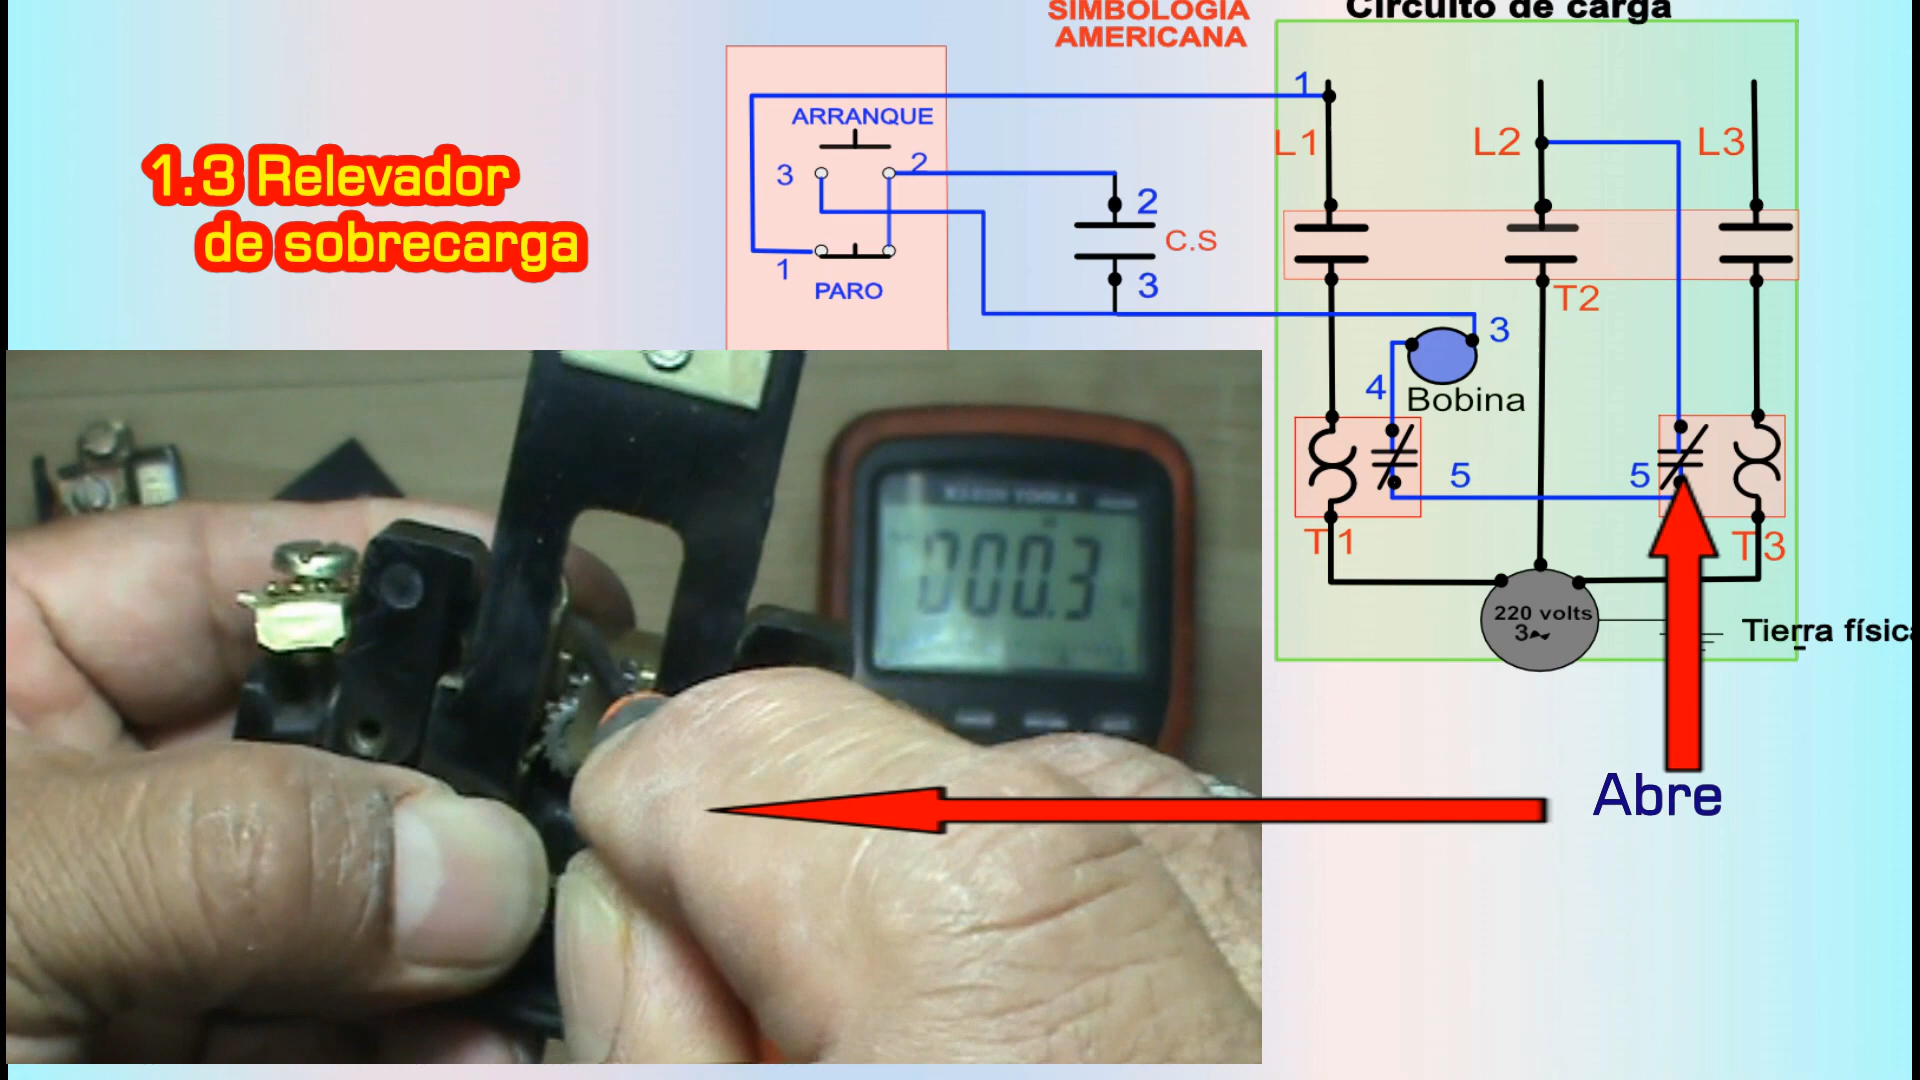 SIMBOLOGIA
AMERICANA
Circuito de carga
1.3 Relevador
de sobrecarga
1
ARRANQUE
L1
L2
L3
3
2
2
C.S
1
PARO
3
T2
3
4
Bobina
5
5
T1
T3
220 volts
3~
Tierra física
000.3
Abre